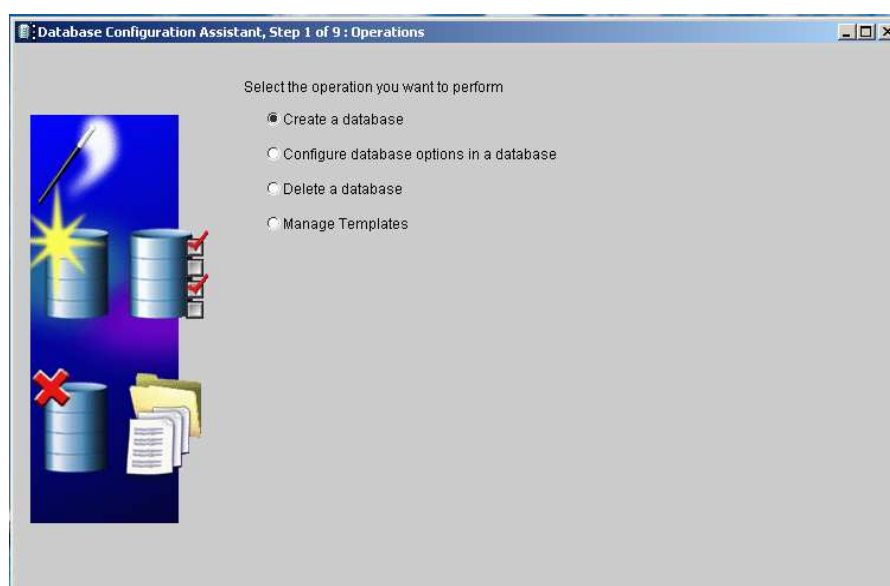 Database Configuration Assistant, Step 1 of 9 : Operations
Select the operation you want to perform
Create a database
Configure database options in a database
Delete a database
Manage Templates